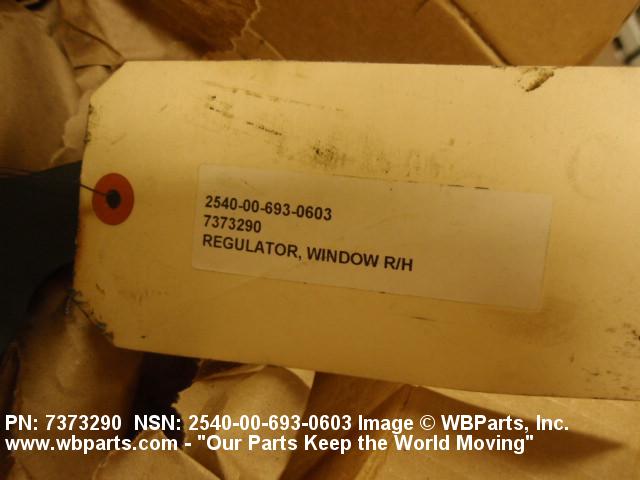 2540-00-693-0603
7373290
REGULATOR, WINDOW R/H
PN: 7373290 NSN: 2540-00-693-0603 Image © WBParts, Inc.
www.wbparts.com - "Our Parts Keep the World Moving"